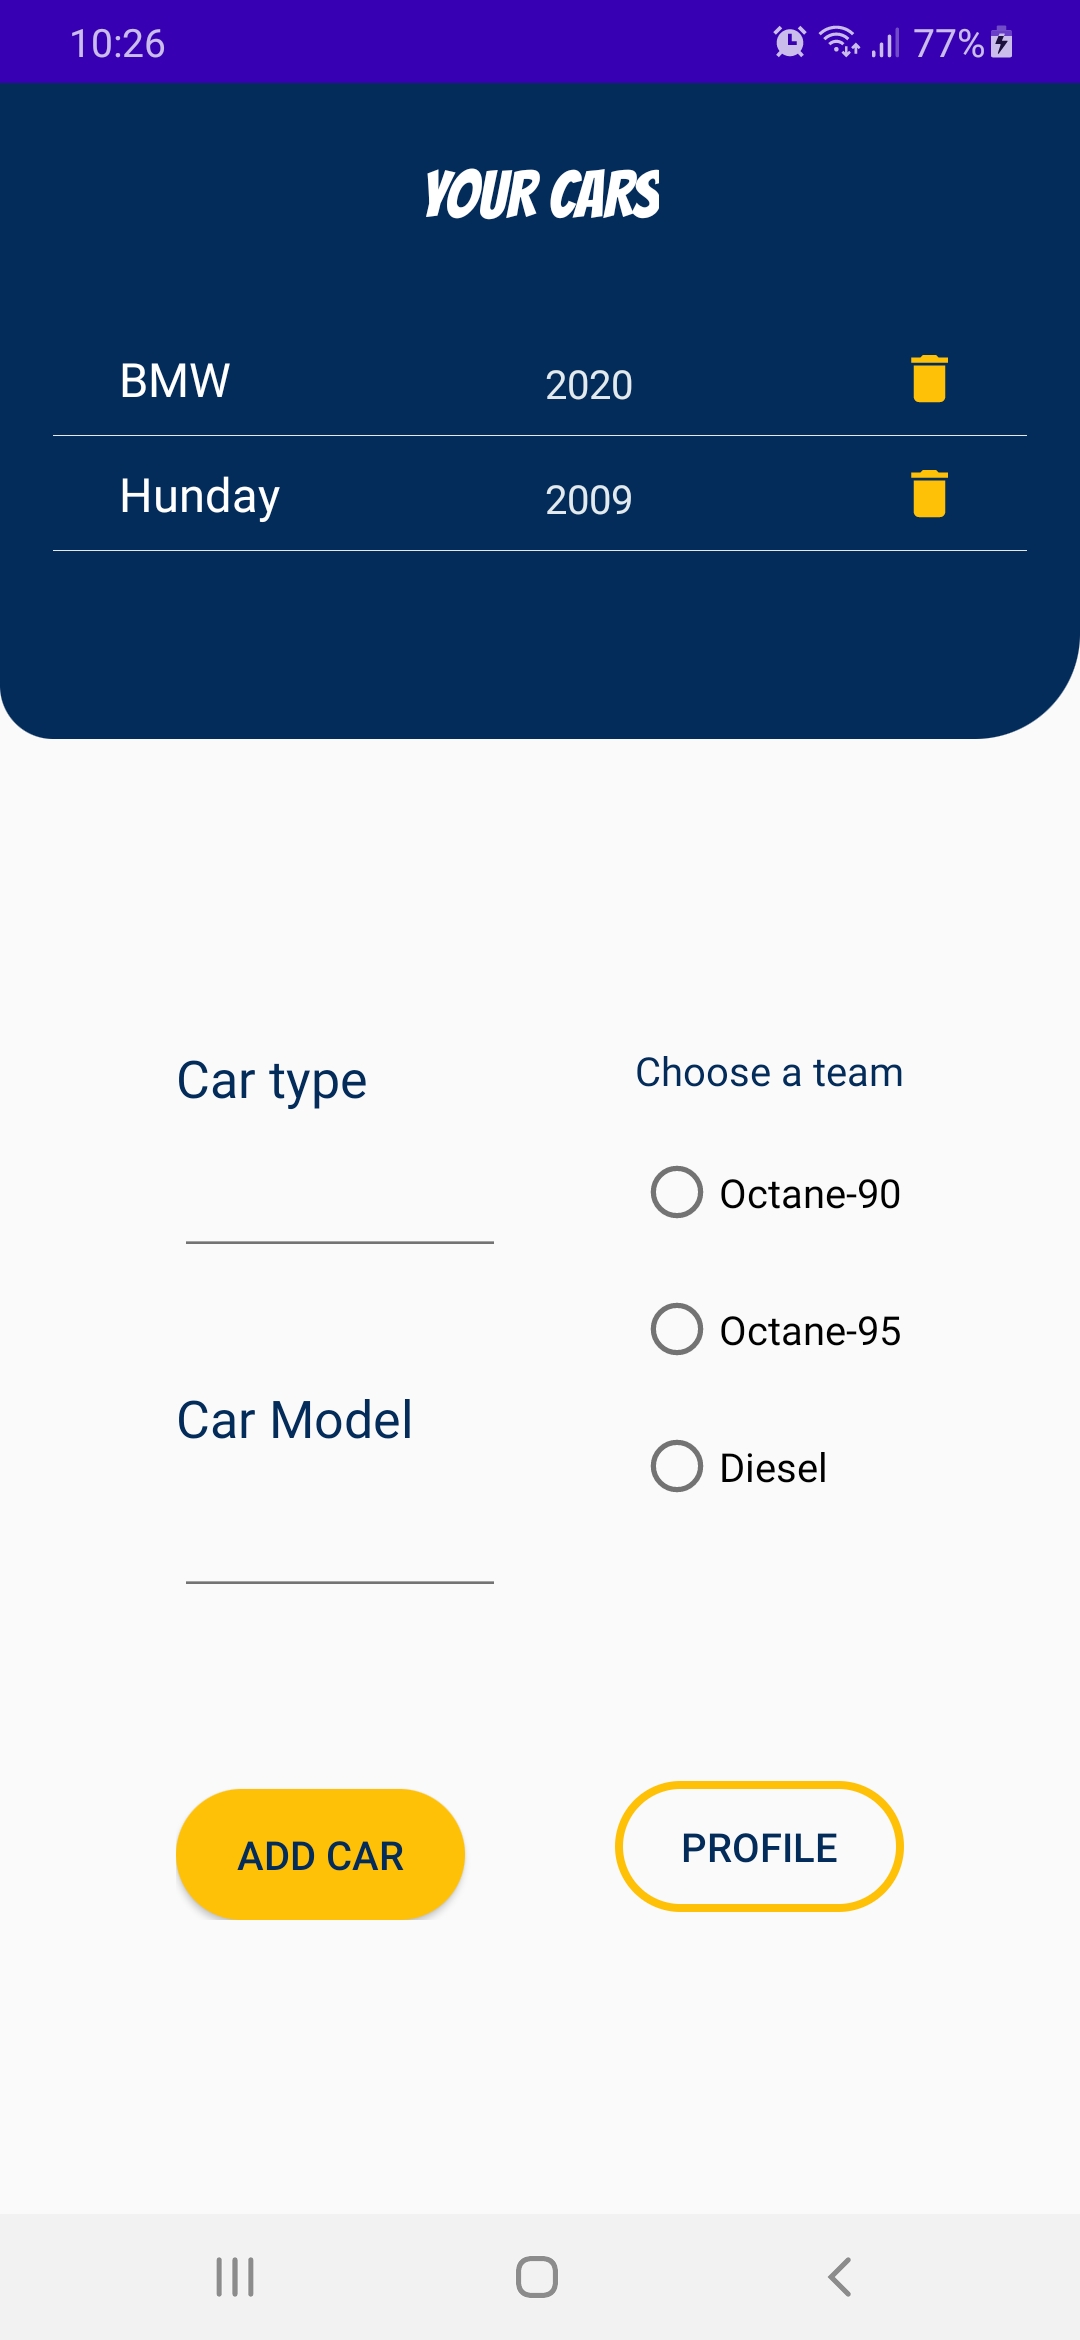 10:26 77%
YOUR CARS
BMW 2020
Hunday 2009
Car type
Choose a team
Octane-90
Octane-95
Car Model
Diesel
ADD CAR
PROFILE